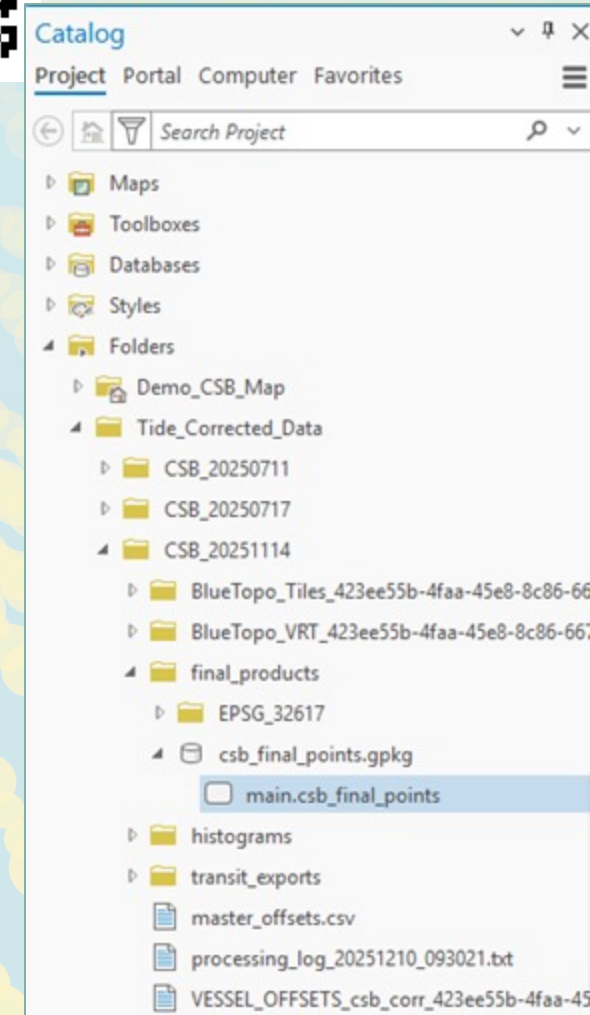 Catalog
Project Portal Computer Favorites
Search Project
Maps
Toolboxes
Databases
Styles
Folders
Demo_CSB_Map
Tide_Corrected_Data
CSB_20250711
CSB_20250717
CSB_20251114
BlueTopo_Tiles_423ee55b-4faa-45e8-8c86-66
BlueTopo_VRT_423ee55b-4faa-45e8-8c86-667
final_products
EPSG_32617
csb_final_points.gpkg
main.csb_final_points
histograms
transit_exports
master_offsets.csv
processing_log_20251210_093021.txt
VESSEL_OFFSETS_csb_corr_423ee55b-4faa-45